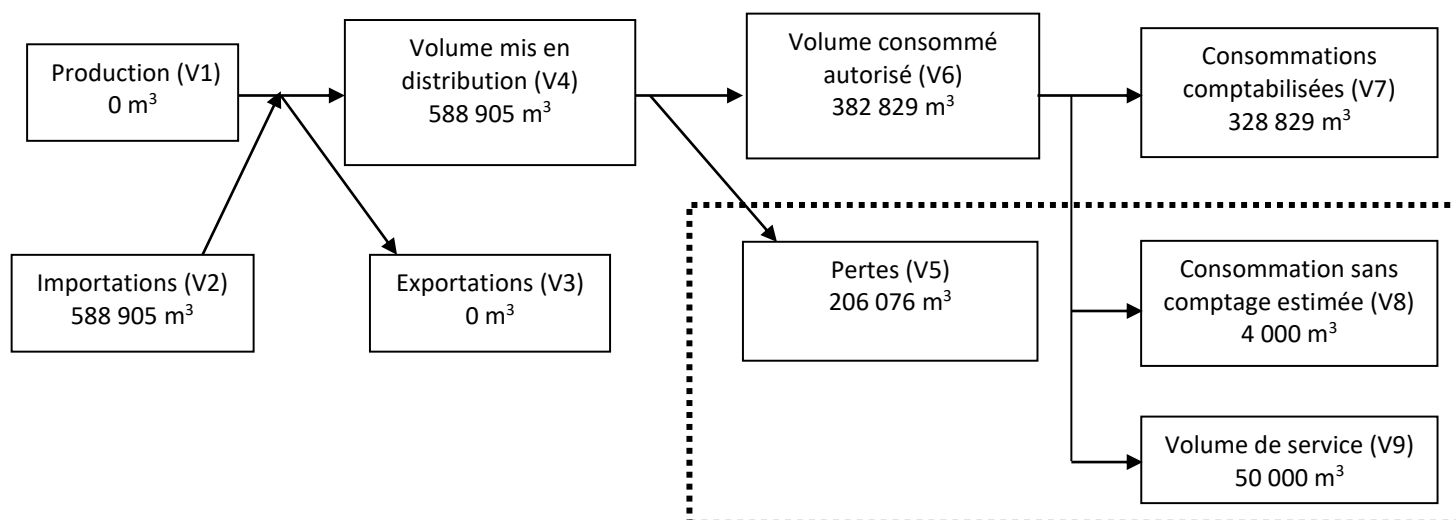 Production (V1)
0 m³
Volume mis en
distribution (V4)
588 905 m³
Volume consommé
autorisé (V6)
382 829 m³
Consommations
comptabilisées (V7)
328 829 m³
Importations (V2)
588 905 m³
Exportations (V3)
0 m³
Pertes (V5)
206 076 m³
Consommation sans
comptage estimée (V8)
4 000 m³
Volume de service (V9)
50 000 m³